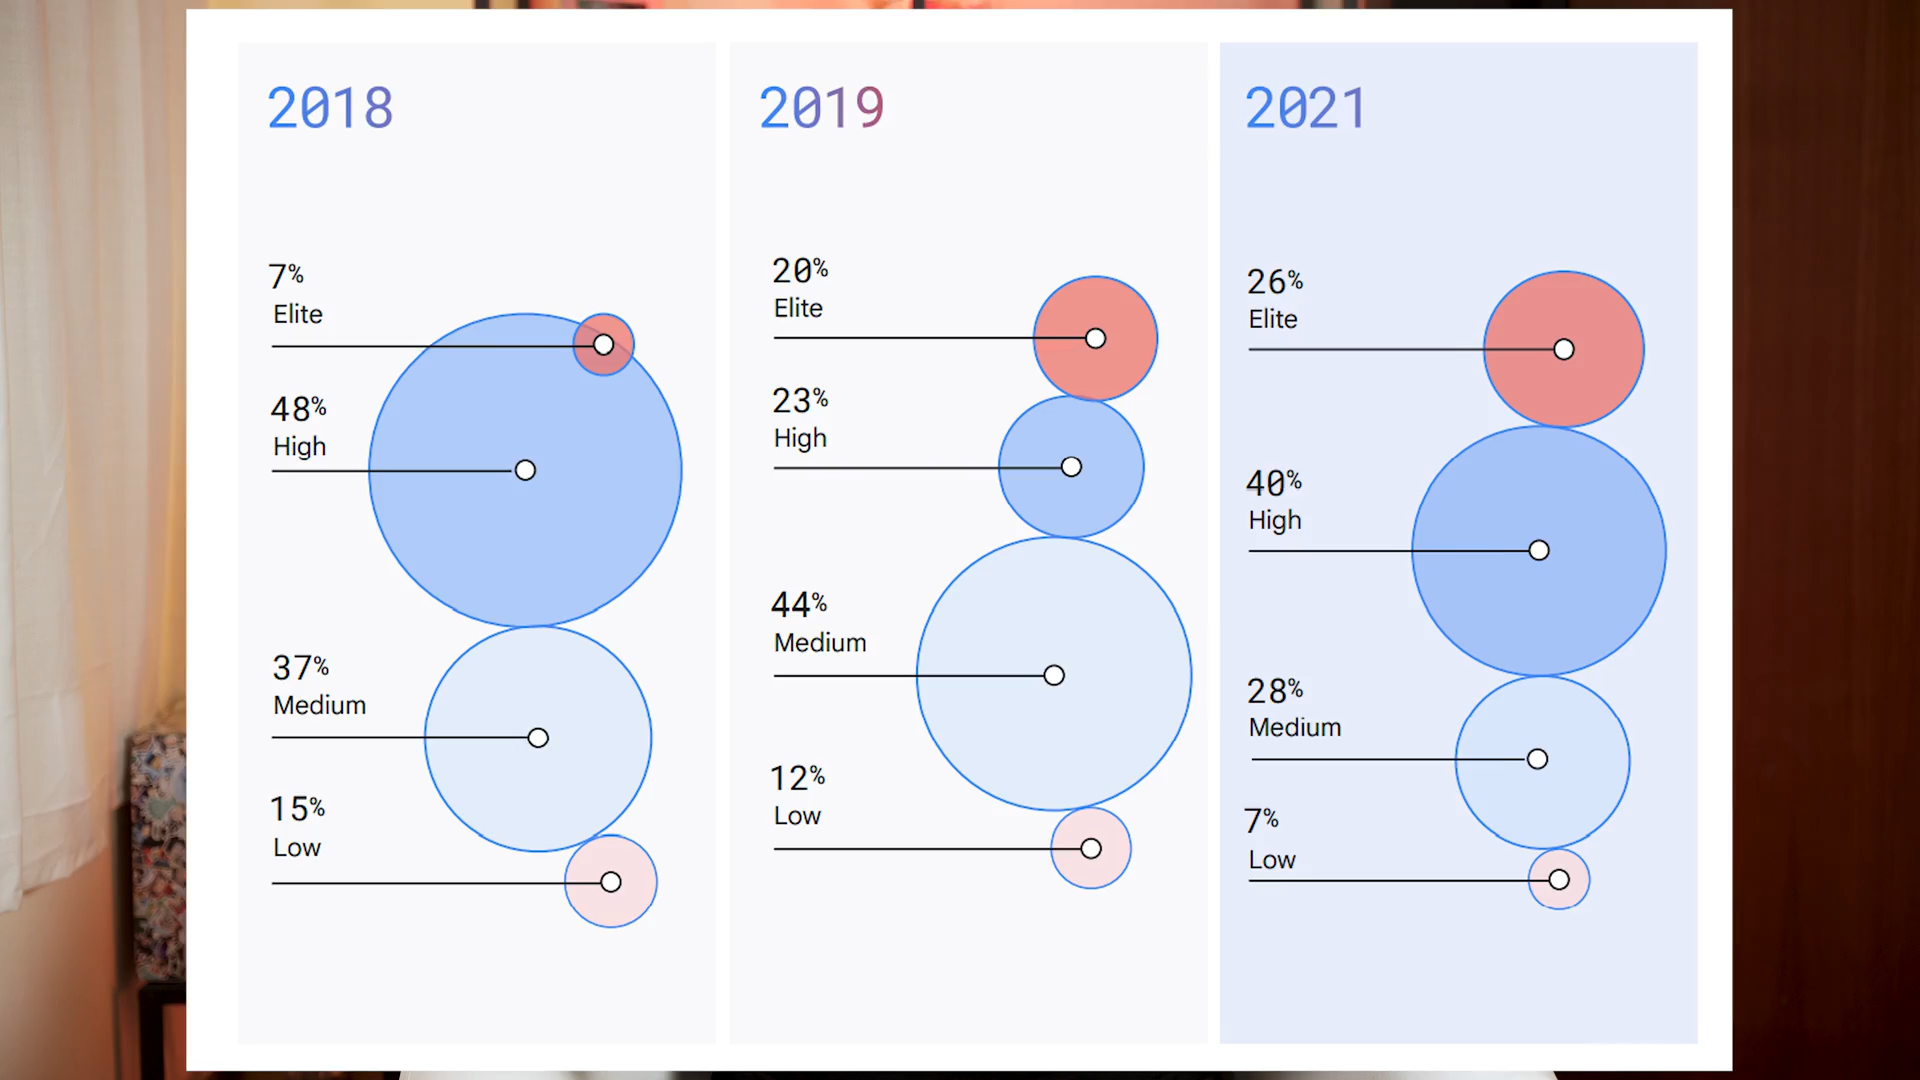 2018
7%
Elite
48%
High
37%
Medium
15%
Low
2019
20%
Elite
23%
High
44%
Medium
12%
Low
2021
26%
Elite
40%
High
28%
Medium
7%
Low